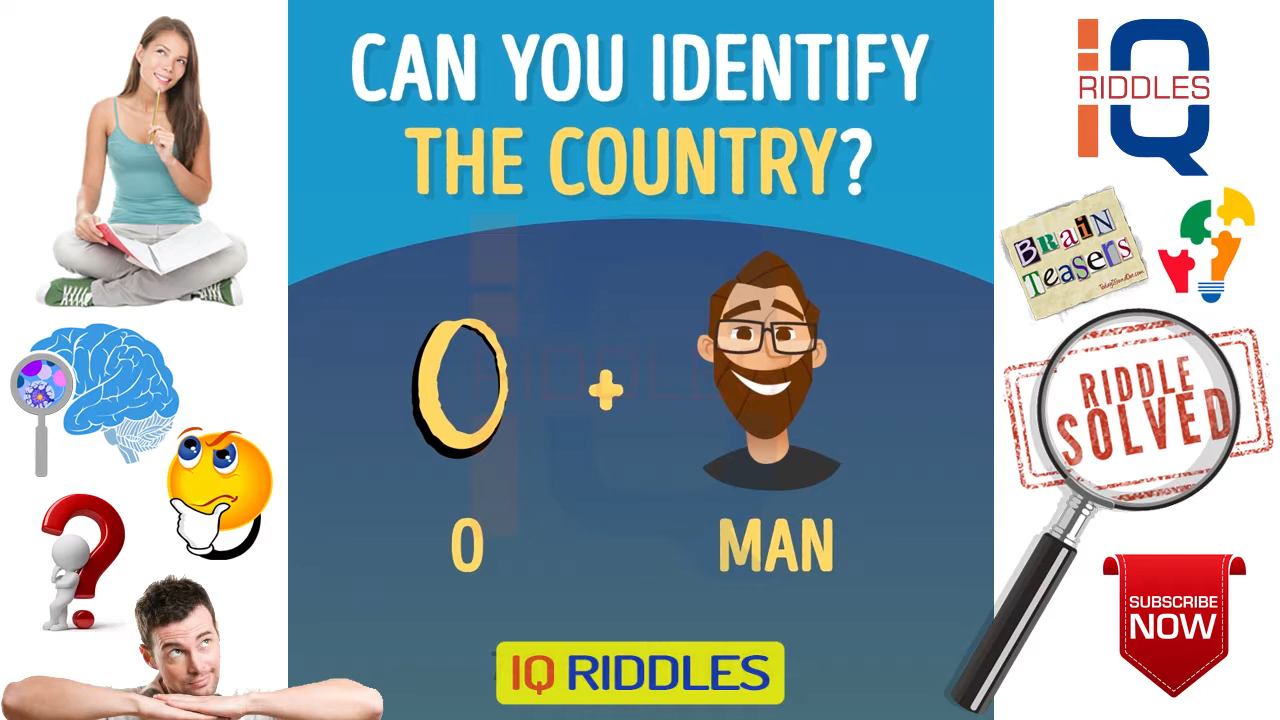 CAN YOU IDENTIFY
THE COUNTRY?
O
MAN
IQ RIDDLES
IQ
RIDDLES
BRaiN
TeaSerS
RIDDLE
SOLVED
SUBSCRIBE
NOW